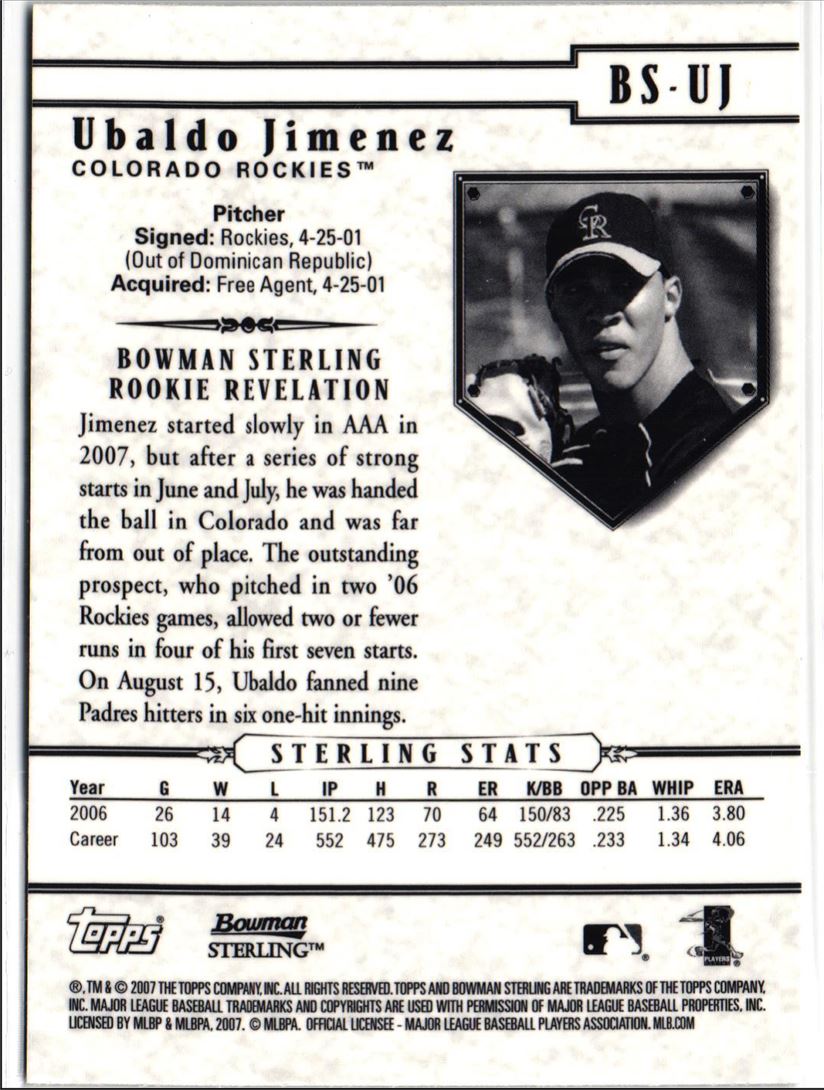 BS-UJ
Ubaldo Jimenez
COLORADO ROCKIES™
Pitcher
Signed: Rockies, 4-25-01
(Out of Dominican Republic)
Acquired: Free Agent, 4-25-01
CR
BOWMAN STERLING
ROOKIE REVELATION
Jimenez started slowly in AAA in
2007, but after a series of strong
starts in June and July, he was handed
the ball in Colorado and was far
from out of place. The outstanding
prospect, who pitched in two '06
Rockies games, allowed two or fewer
runs in four of his first seven starts.
On August 15, Ubaldo fanned nine
Padres hitters in six one-hit innings.
STERLING STATS
Year G W L IP H R ER K/BB OPP BA WHIP ERA
2006 26 14 4 151.2 123 70 64 150/83 .225 1.36 3.80
Career 103 39 24 552 475 273 249 552/263 .233 1.34 4.06
Topps®
Bowman
STERLING™
PLAYERS
®, TM & © 2007 THE TOPPS COMPANY, INC. ALL RIGHTS RESERVED. TOPPS AND BOWMAN STERLING ARE TRADEMARKS OF THE TOPPS COMPANY,
INC. MAJOR LEAGUE BASEBALL TRADEMARKS AND COPYRIGHTS ARE USED WITH PERMISSION OF MAJOR LEAGUE BASEBALL PROPERTIES, INC.
LICENSED BY MLBP & MLBPA, 2007. © MLBPA. OFFICIAL LICENSEE - MAJOR LEAGUE BASEBALL PLAYERS ASSOCIATION. MLB.COM